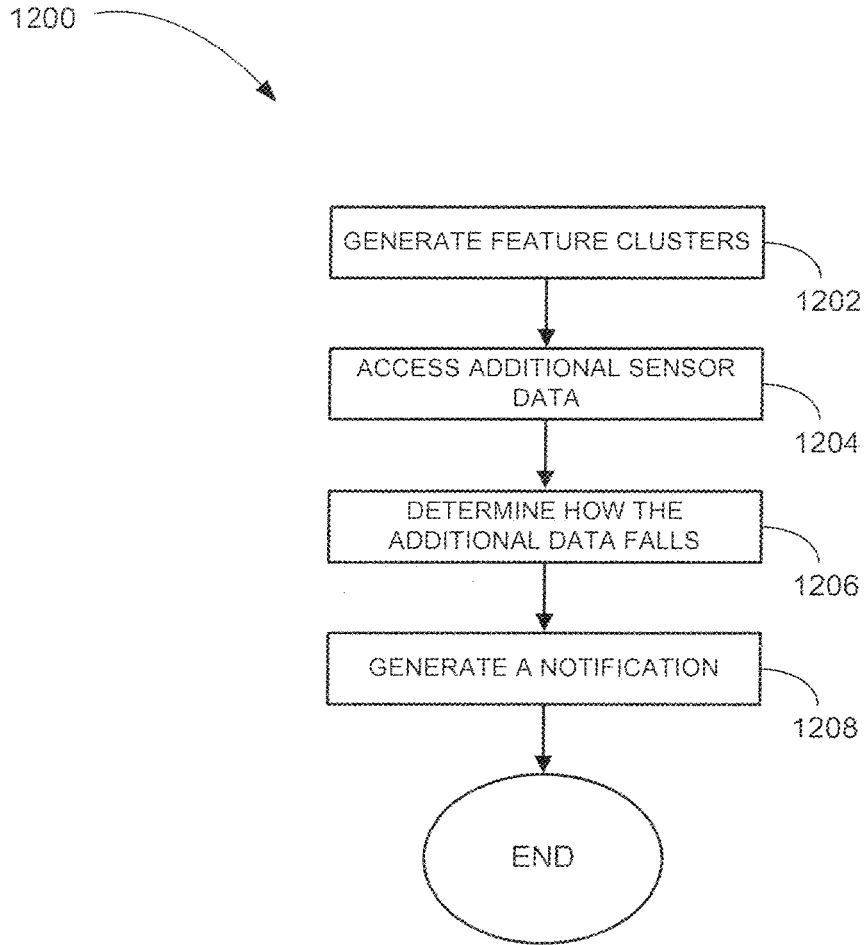 1200
GENERATE FEATURE CLUSTERS
1202
ACCESS ADDITIONAL SENSOR
DATA
1204
DETERMINE HOW THE
ADDITIONAL DATA FALLS
1206
GENERATE A NOTIFICATION
1208
END